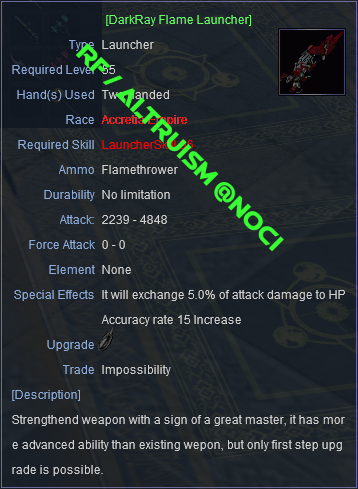 [DarkRay Flame Launcher]
Type Launcher
Required Level 55
Hand(s) Used Two Handed
Race Accretia Empire
Required Skill
Ammo Flamethrower
Durability No limitation
Attack: 2239 - 4848
Force Attack 0 - 0
Element None
Special Effects It will exchange 5.0% of attack damage to HP
Accuracy rate 15 Increase
Upgrade
Trade Impossibility
[Description]
Strengthend weapon with a sign of a great master, it has mor
e advanced ability than existing wepon, but only first step upg
rade is possible.
RF/ ALTRUISM @NOCI